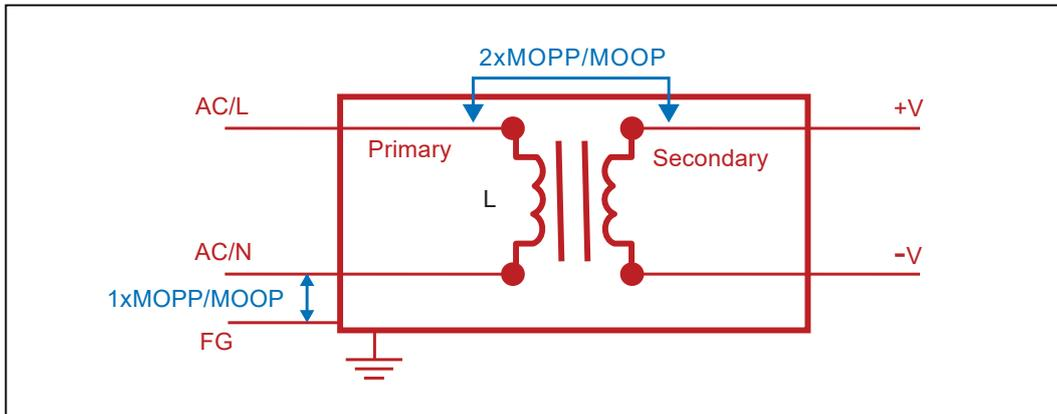 2xMOPP/MOOP
AC/L
+V
Primary
Secondary
L
AC/N
-V
1xMOPP/MOOP
FG